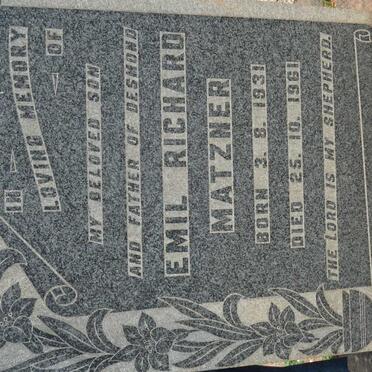 IN
LOVING MEMORY
OF
MY BELOVED SON
AND FATHER OF DESMOND
EMIL RICHARD
MATZNER
BORN 3.8.1931
DIED 25.10.1961
THE LORD IS MY SHEPHERD.